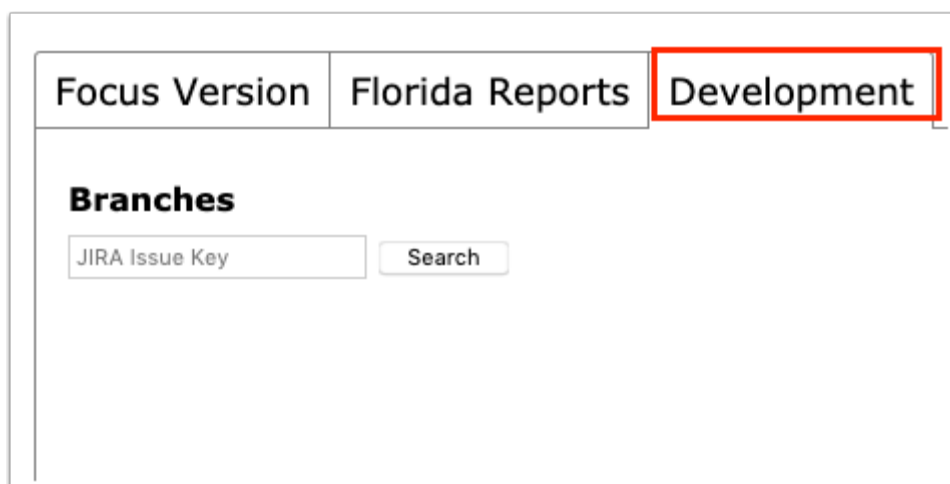 Focus Version Florida Reports Development
Branches
JIRA Issue Key Search